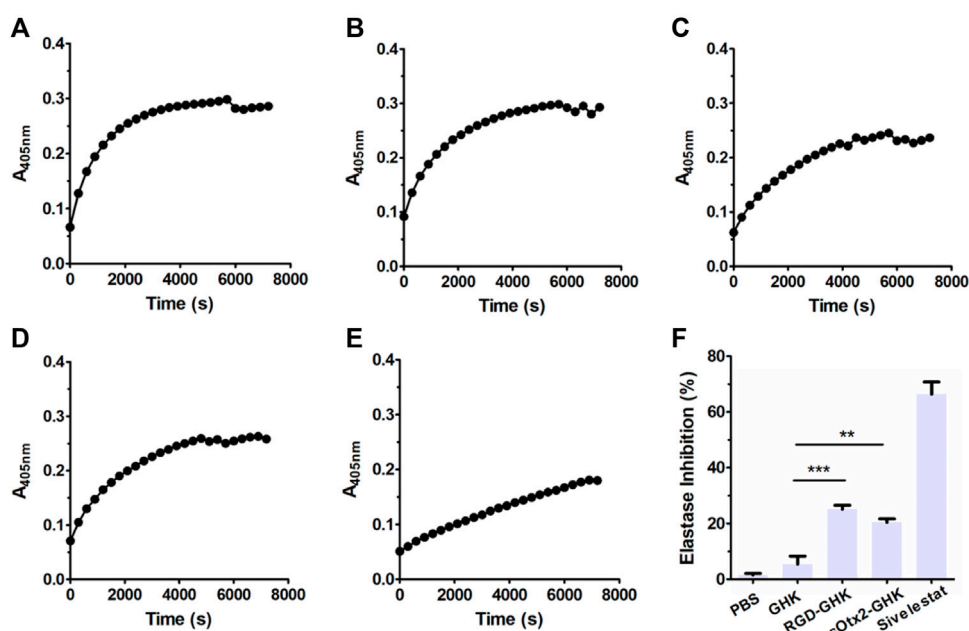 A
0.4
0.3
0.2
0.1
0.0
A405nm
0 2000 4000 6000 8000
Time (s)
B
0.4
0.3
0.2
0.1
0.0
A405nm
0 2000 4000 6000 8000
Time (s)
C
0.4
0.3
0.2
0.1
0.0
A405nm
0 2000 4000 6000 8000
Time (s)
D
0.4
0.3
0.2
0.1
0.0
A405nm
0 2000 4000 6000 8000
Time (s)
E
0.4
0.3
0.2
0.1
0.0
A405nm
0 2000 4000 6000 8000
Time (s)
F
80
60
40
20
0
Elastase Inhibition (%)
**
***
PBS
GHK
RGD-GHK
sOtx2-GHK
Sivelestat